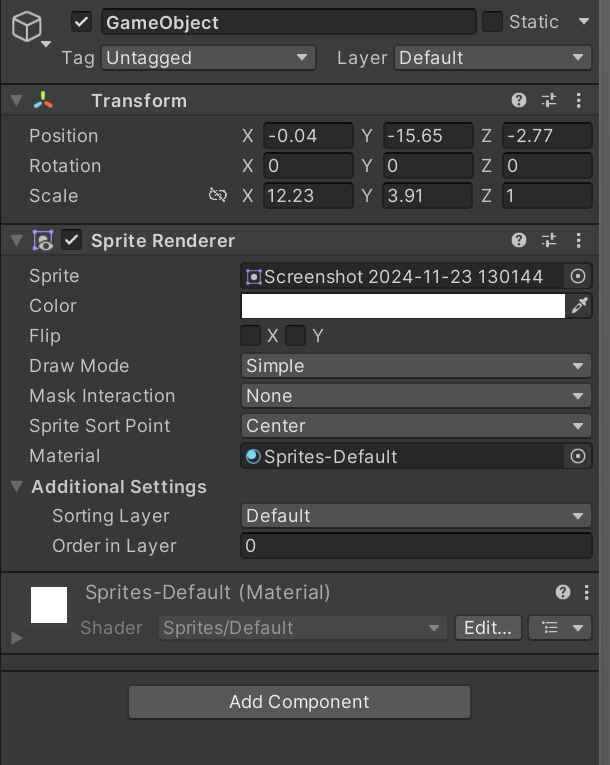 GameObject Static
Tag Untagged Layer Default
Transform
Position X -0.04 Y -15.65 Z -2.77
Rotation X 0 Y 0 Z 0
Scale X 12.23 Y 3.91 Z 1
Sprite Renderer
Sprite Screenshot 2024-11-23 130144
Color
Flip X Y
Draw Mode Simple
Mask Interaction None
Sprite Sort Point Center
Material Sprites-Default
Additional Settings
Sorting Layer Default
Order in Layer 0
Sprites-Default (Material)
Shader Sprites/Default Edit...
Add Component